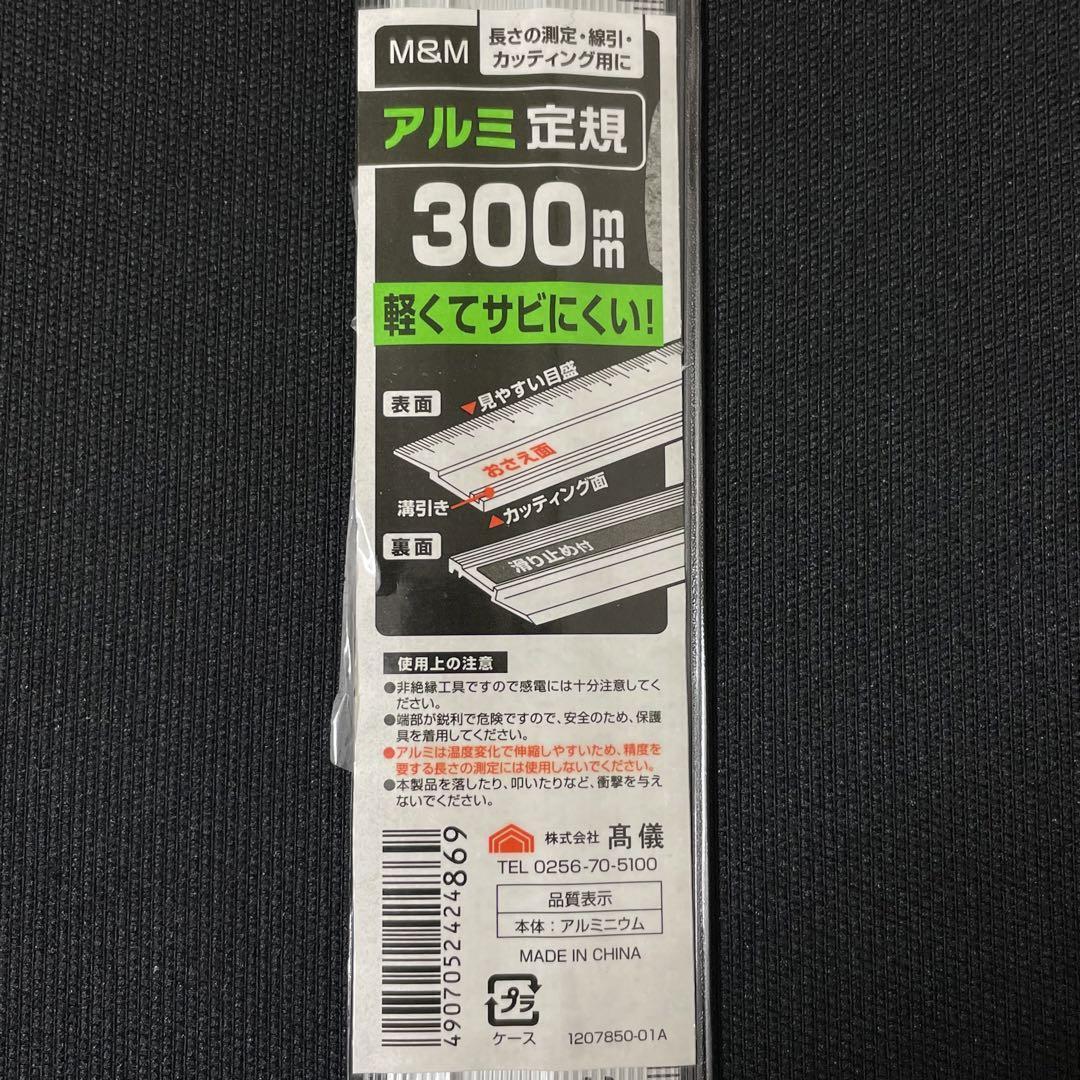 M&M
長さの測定・線引・
カッティング用に
アルミ 定規
300mm
軽くてサビにくい!
表面
▼見やすい目盛
おさえ面
溝引き
▲カッティング面
裏面
滑り止め付
使用上の注意
●非絶縁工具ですので感電には十分注意してく
ださい。
●端部が鋭利で危険ですので、安全のため、保護
具を着用してください。
●アルミは温度変化で伸縮しやすいため、精度を
要する長さの測定には使用しないでください。
●本製品を落したり、叩いたりなど、衝撃を与え
ないでください。
4907052424869
株式会社 髙儀
TEL 0256-70-5100
品質表示
本体:アルミニウム
MADE IN CHINA
プラ
ケース
1207850-01A